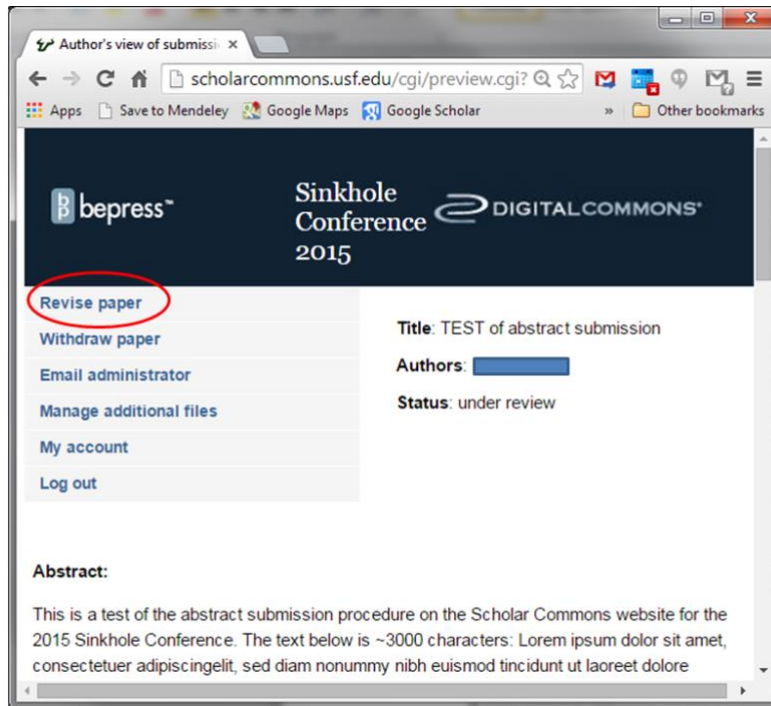 Author's view of submissi
scholarcommons.usf.edu/cgi/preview.cgi?
Apps Save to Mendeley Google Maps Google Scholar » Other bookmarks
bepress™
Sinkhole
Conference
2015
DIGITALCOMMONS
Revise paper
Withdraw paper
Email administrator
Manage additional files
My account
Log out
Title: TEST of abstract submission
Authors:
Status: under review
Abstract:
This is a test of the abstract submission procedure on the Scholar Commons website for the
2015 Sinkhole Conference. The text below is ~3000 characters: Lorem ipsum dolor sit amet,
consectetuer adipiscingelit, sed diam nonummy nibh euismod tincidunt ut laoreet dolore